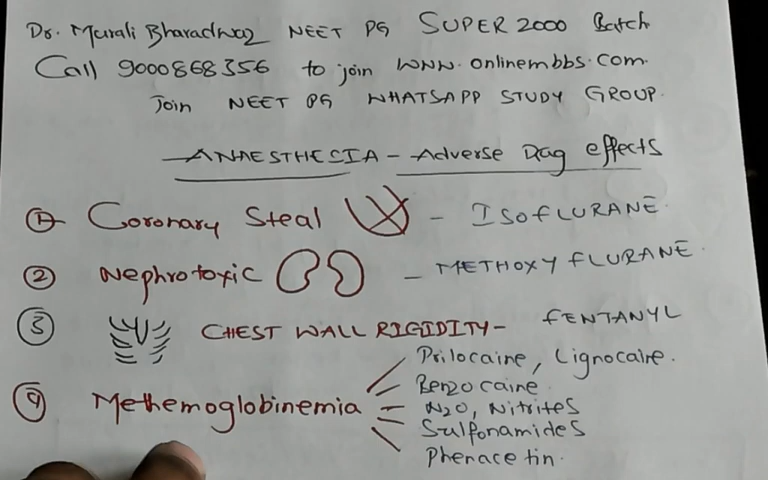 Dr. Murali Bharadwaz NEET PG SUPER 2000 Batch
Call 9000868356 to join WWW.onlinembbs.com.
Join NEET PG WHATSAPP STUDY GROUP.
ANAESTHESIA - Adverse Drag effects
① Coronary Steal - ISOFLURANE.
② Nephrotoxic - METHOXY FLURANE.
③ CHEST WALL RIGIDITY - FENTANYL
④ Methemoglobinemia
Prilocaine, Lignocaire.
Benzocaine.
N2O, Nitrites
Sulfonamides
Phenacetin.